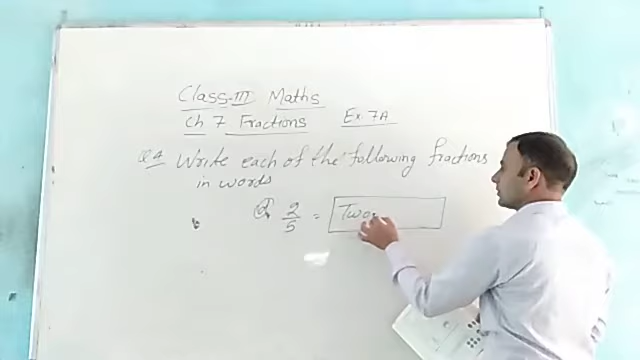 Class-III Maths
Ch 7 Fractions Ex. 7A
Q4 Write each of the following fractions
in words
2/5 = Two